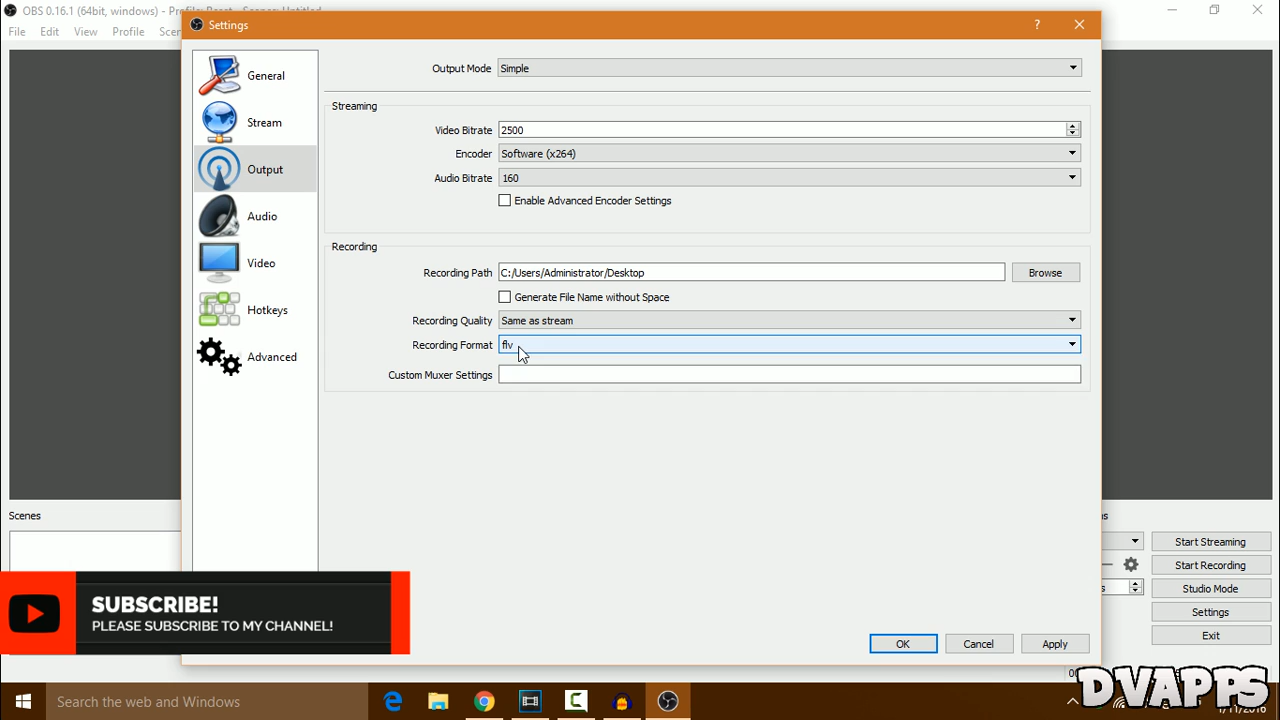 OBS 0.16.1 (64bit, windows) - Profile: Reset - Scenes: Untitled
File Edit View Profile
Settings
?
General
Stream
Output
Audio
Video
Hotkeys
Advanced
Output Mode Simple
Streaming
Video Bitrate 2500
Encoder Software (x264)
Audio Bitrate 160
Enable Advanced Encoder Settings
Recording
Recording Path C:/Users/Administrator/Desktop Browse
Generate File Name without Space
Recording Quality Same as stream
Recording Format flv
Custom Muxer Settings
Scenes
Start Streaming
Start Recording
Studio Mode
Settings
Exit
OK Cancel Apply
SUBSCRIBE!
PLEASE SUBSCRIBE TO MY CHANNEL!
Search the web and Windows
DVAPPS